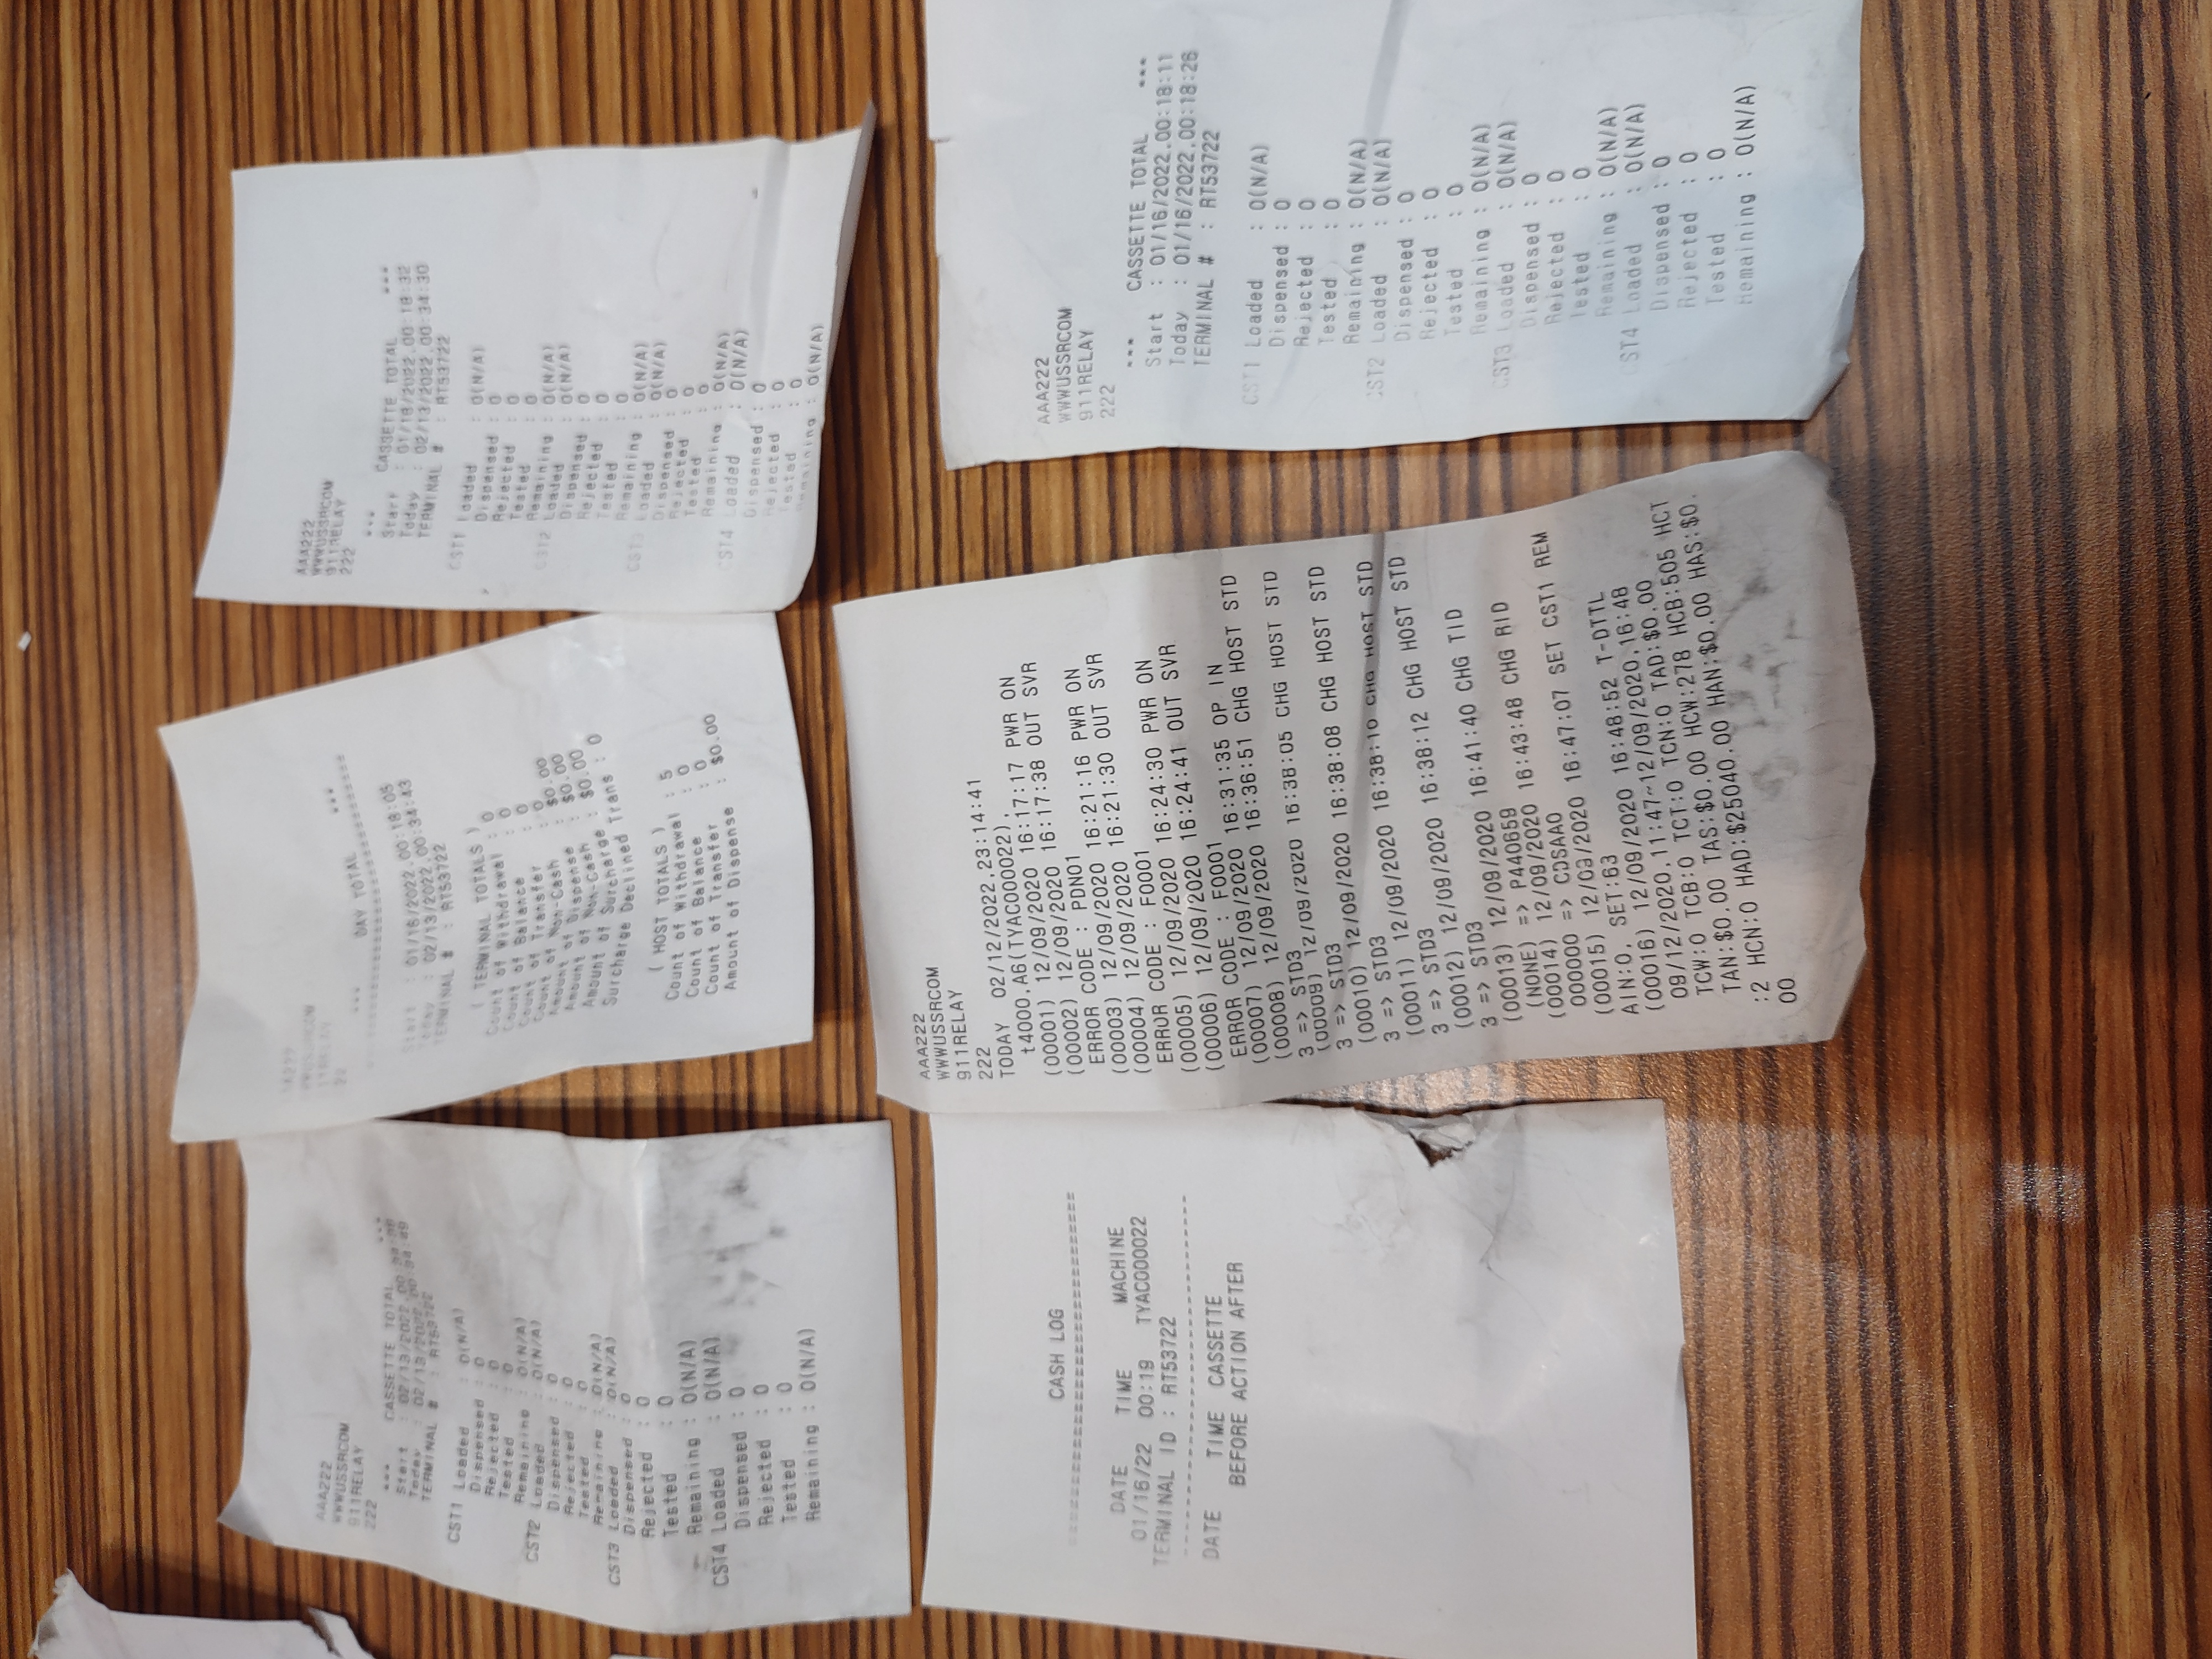 AAA222
WWWUSSRCOM
911RELAY
222
*** CASSETTE TOTAL ***
Start : 02/13/2022,00:34:
Today : 02/13/2022,00:34:49
TERMINAL # : RT53722
CST1 Loaded : 0(N/A)
Dispensed : 0
Rejected : 0
Tested : 0
Remaining : 0(N/A)
CST2 Loaded : 0(N/A)
Dispensed : 0
Rejected : 0
Tested : 0
Remaining : 0(N/A)
CST3 Loaded : 0(N/A)
Dispensed : 0
Rejected : 0
Tested : 0
Remaining : 0(N/A)
CST4 Loaded : 0(N/A)
Dispensed : 0
Rejected : 0
Tested : 0
Remaining : 0(N/A)
*** DAY TOTAL ***
==============================
Start : 01/16/2022,00:18:05
Today : 02/13/2022,00:34:43
TERMINAL # : RT53722
( TERMINAL TOTALS )
Count of Withdrawal : 0
Count of Balance : 0
Count of Transfer : 0
Count of Non-Cash : 0
Amount of Dispense : $0.00
Amount of Non-Cash : $0.00
Amount of Surcharge : $0.00
Surcharge Declined Trans : 0
( HOST TOTALS )
Count of Withdrawal : 5
Count of Balance : 0
Count of Transfer : 0
Amount of Dispense : $0.00
AAA222
WWWUSSRCOM
911RELAY
222
*** CASSETTE TOTAL ***
Start : 01/16/2022,00:18:32
Today : 02/13/2022,00:34:30
TERMINAL # : RT53722
CST1 Loaded : 0(N/A)
Dispensed : 0
Rejected : 0
Tested : 0
Remaining : 0(N/A)
CST2 Loaded : 0(N/A)
Dispensed : 0
Rejected : 0
Tested : 0
Remaining : 0(N/A)
CST3 Loaded : 0(N/A)
Dispensed : 0
Rejected : 0
Tested : 0
Remaining : 0(N/A)
CST4 Loaded : 0(N/A)
Dispensed : 0
Rejected : 0
Tested : 0
Remaining : 0(N/A)
CASH LOG
==============================
DATE TIME MACHINE
01/16/22 00:19 TYAC000022
TERMINAL ID : RT53722
------------------------------
DATE TIME CASSETTE
BEFORE ACTION AFTER
AAA222
WWWUSSRCOM
911RELAY
222
TODAY 02/12/2022,23:14:41
t4000,A6(TYAC000022),
(00001) 12/09/2020 16:17:17 PWR ON
(00002) 12/09/2020 16:17:38 OUT SVR
ERROR CODE : PDN01
(00003) 12/09/2020 16:21:16 PWR ON
(00004) 12/09/2020 16:21:30 OUT SVR
ERROR CODE : F0001
(00005) 12/09/2020 16:24:30 PWR ON
(00006) 12/09/2020 16:24:41 OUT SVR
ERROR CODE : F0001
(00007) 12/09/2020 16:31:35 OP IN
(00008) 12/09/2020 16:36:51 CHG HOST STD
3 => STD3
(00009) 12/09/2020 16:38:05 CHG HOST STD
3 => STD3
(00010) 12/09/2020 16:38:08 CHG HOST STD
3 => STD3
(00011) 12/09/2020 16:38:10 CHG HOST STD
3 => STD3
(00012) 12/09/2020 16:38:12 CHG HOST STD
3 => STD3
(00013) 12/09/2020 16:41:40 CHG TID
(NONE) => P440659
(00014) 12/09/2020 16:43:48 CHG RID
000000 => CDSAA0
(00015) 12/09/2020 16:47:07 SET CST1 REM
AIN:0, SET:63
(00016) 12/09/2020 16:48:52 T-DTTL
09/12/2020,11:47~12/09/2020,16:48
TCW:0 TCB:0 TCT:0 TCN:0 TAD:$0.00
TAN:$0.00 TAS:$0.00 HCW:278 HCB:505 HCT
:2 HCN:0 HAD:$25040.00 HAN:$0.00 HAS:$0.
00
AAA222
WWWUSSRCOM
911RELAY
222
*** CASSETTE TOTAL ***
Start : 01/16/2022,00:18:11
Today : 01/16/2022,00:18:26
TERMINAL # : RT53722
CST1 Loaded : 0(N/A)
Dispensed : 0
Rejected : 0
Tested : 0
Remaining : 0(N/A)
CST2 Loaded : 0(N/A)
Dispensed : 0
Rejected : 0
Tested : 0
Remaining : 0(N/A)
CST3 Loaded : 0(N/A)
Dispensed : 0
Rejected : 0
Tested : 0
Remaining : 0(N/A)
CST4 Loaded : 0(N/A)
Dispensed : 0
Rejected : 0
Tested : 0
Remaining : 0(N/A)